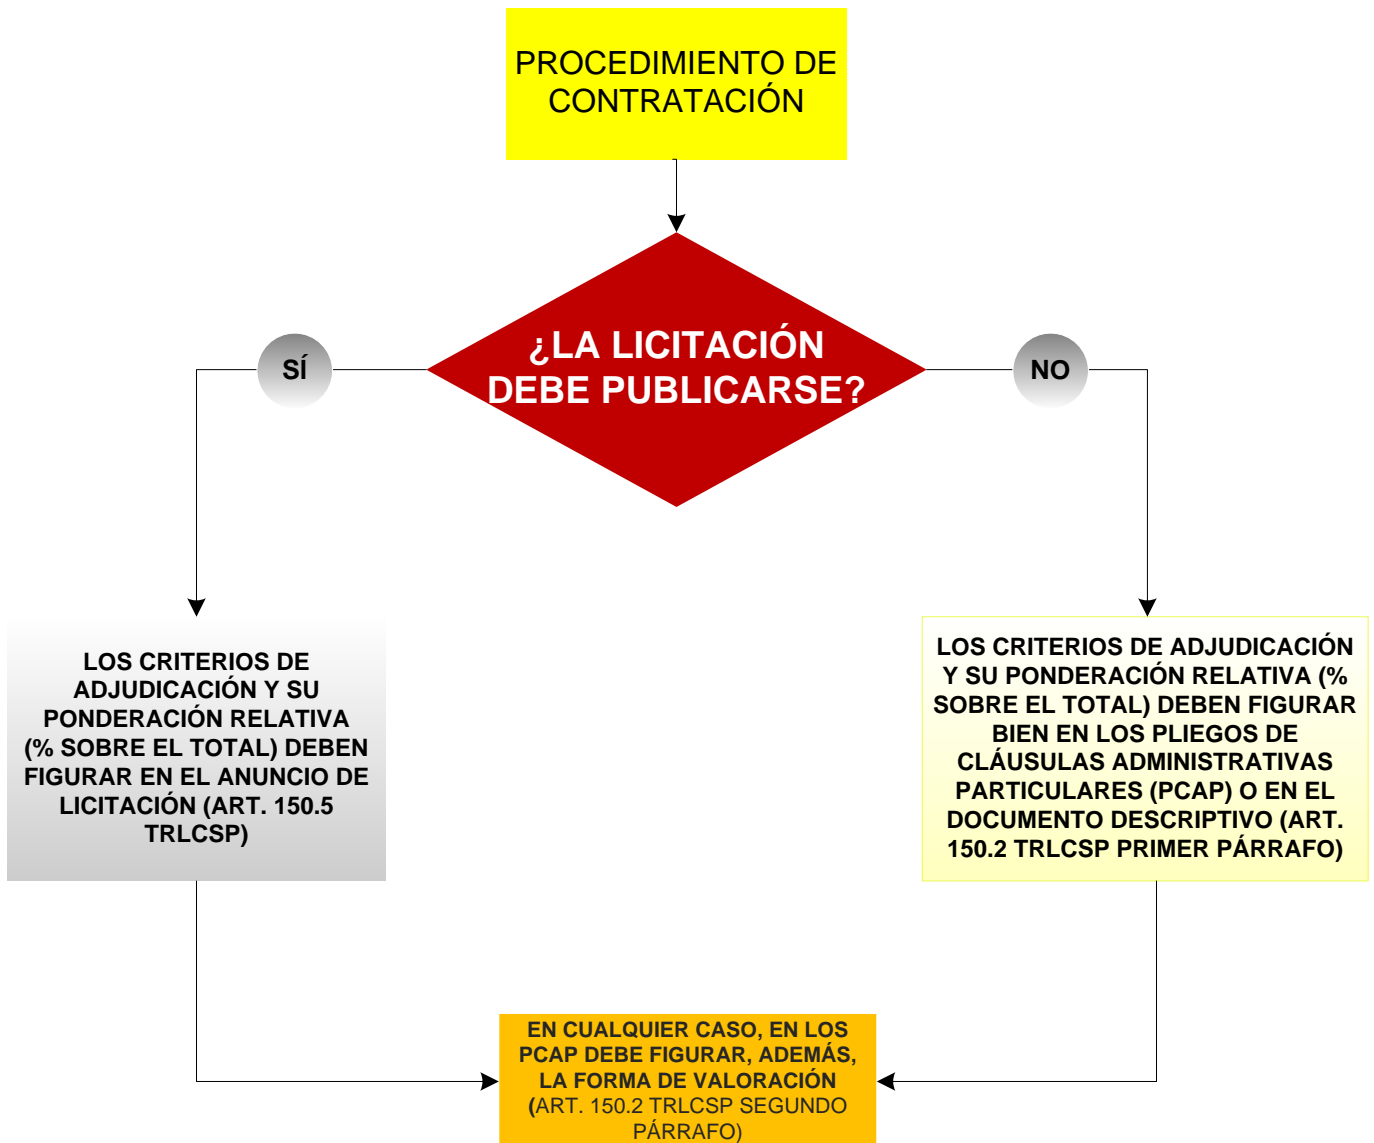 PROCEDIMIENTO DE
CONTRATACIÓN
¿LA LICITACIÓN
DEBE PUBLICARSE?
SÍ
NO
LOS CRITERIOS DE
ADJUDICACIÓN Y SU
PONDERACIÓN RELATIVA
(% SOBRE EL TOTAL) DEBEN
FIGURAR EN EL ANUNCIO DE
LICITACIÓN (ART. 150.5
TRLCSP)
LOS CRITERIOS DE ADJUDICACIÓN
Y SU PONDERACIÓN RELATIVA (%
SOBRE EL TOTAL) DEBEN FIGURAR
BIEN EN LOS PLIEGOS DE
CLÁUSULAS ADMINISTRATIVAS
PARTICULARES (PCAP) O EN EL
DOCUMENTO DESCRIPTIVO (ART.
150.2 TRLCSP PRIMER PÁRRAFO)
EN CUALQUIER CASO, EN LOS
PCAP DEBE FIGURAR, ADEMÁS,
LA FORMA DE VALORACIÓN
(ART. 150.2 TRLCSP SEGUNDO
PÁRRAFO)